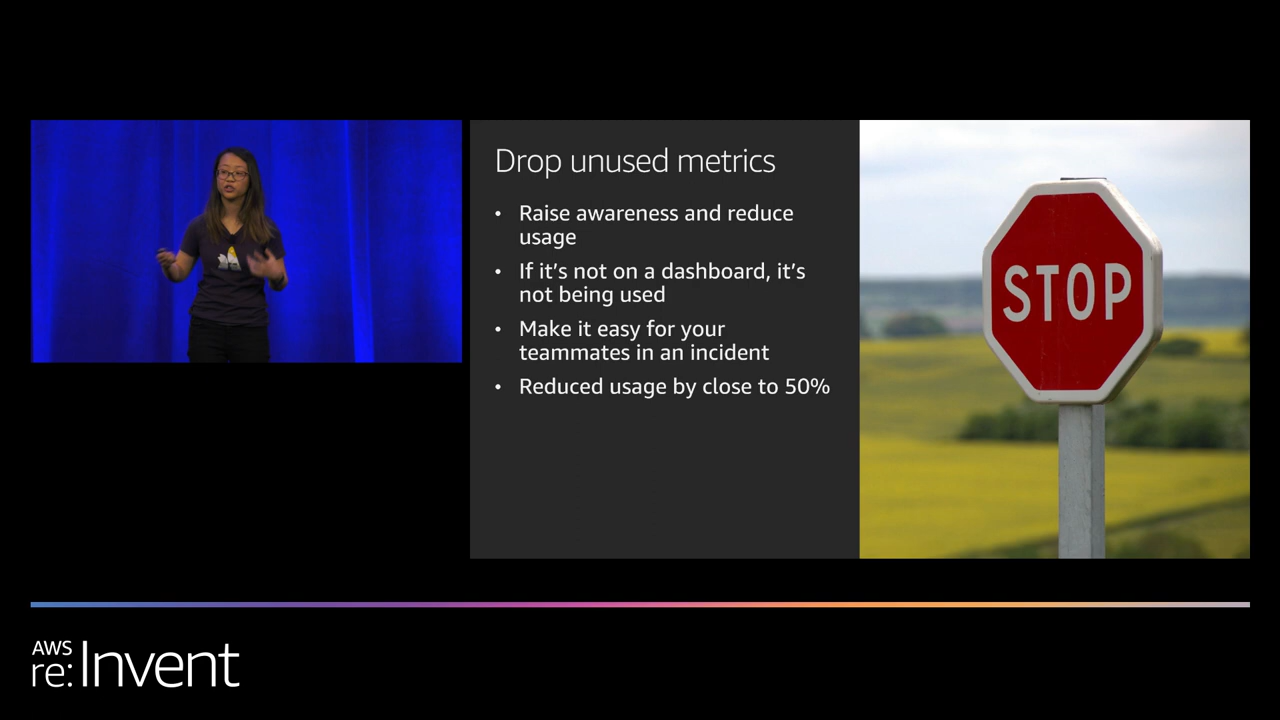 Drop unused metrics
• Raise awareness and reduce
usage
• If it's not on a dashboard, it's
not being used
• Make it easy for your
teammates in an incident
• Reduced usage by close to 50%
STOP
AWS
re:Invent